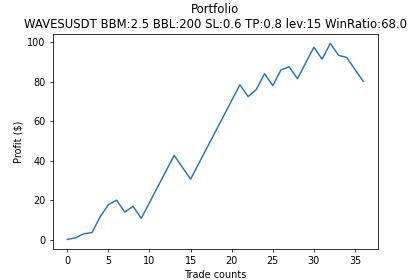 Portfolio
WAVESUSDT BBM:2.5 BBL:200 SL:0.6 TP:0.8 lev:15 WinRatio:68.0
100
80
60
40
20
0
Profit ($)
0 5 10 15 20 25 30 35
Trade counts